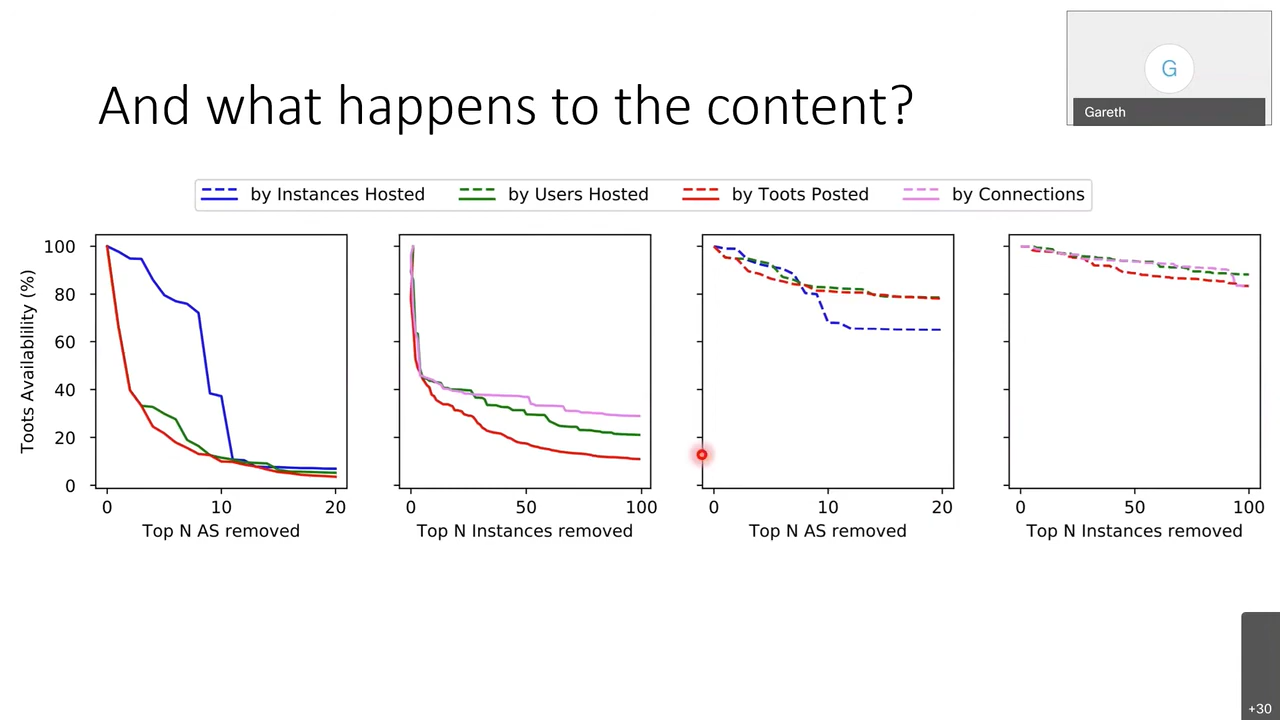 And what happens to the content?
G
Gareth
by Instances Hosted
by Users Hosted
by Toots Posted
by Connections
Toots Availablility (%)
100
80
60
40
20
0
0 10 20
Top N AS removed
0 50 100
Top N Instances removed
0 10 20
Top N AS removed
0 50 100
Top N Instances removed
+30